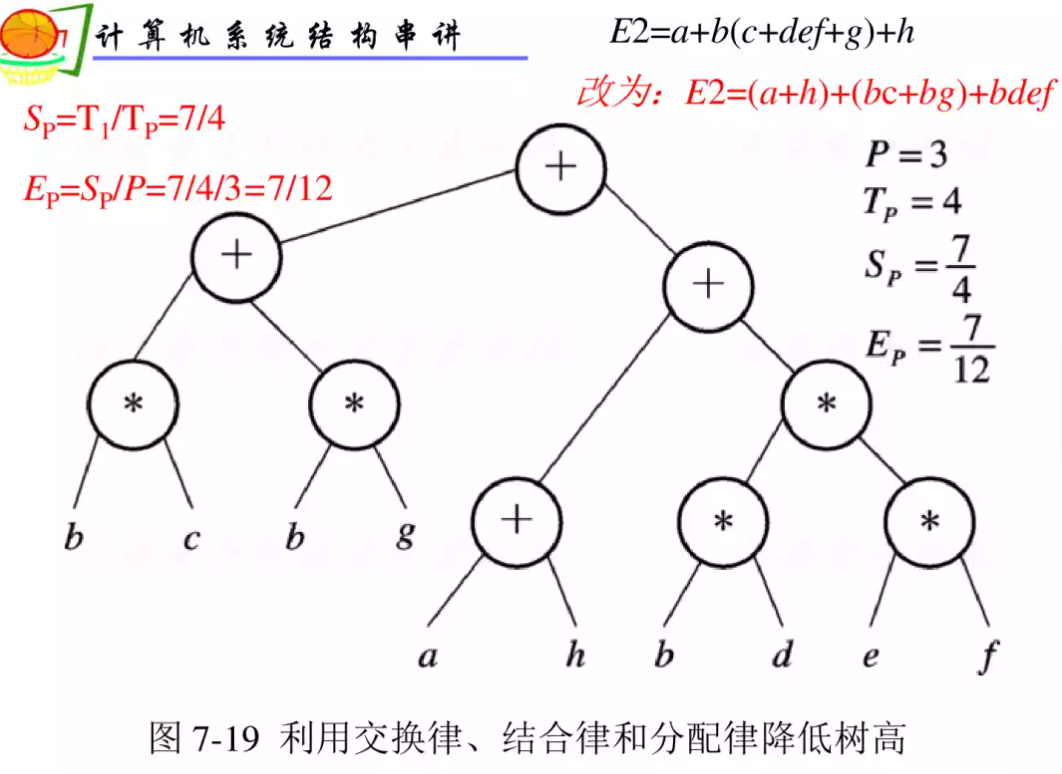 计算机系统结构串讲
E2=a+b(c+def+g)+h
改为：E2=(a+h)+(bc+bg)+bdef
S_P=T_1/T_P=7/4
E_P=S_P/P=7/4/3=7/12
P = 3
T_P = 4
S_P = 7/4
E_P = 7/12
+
+
+
* * *
b c b g
+ * *
a h b d e f
图 7-19 利用交换律、结合律和分配律降低树高